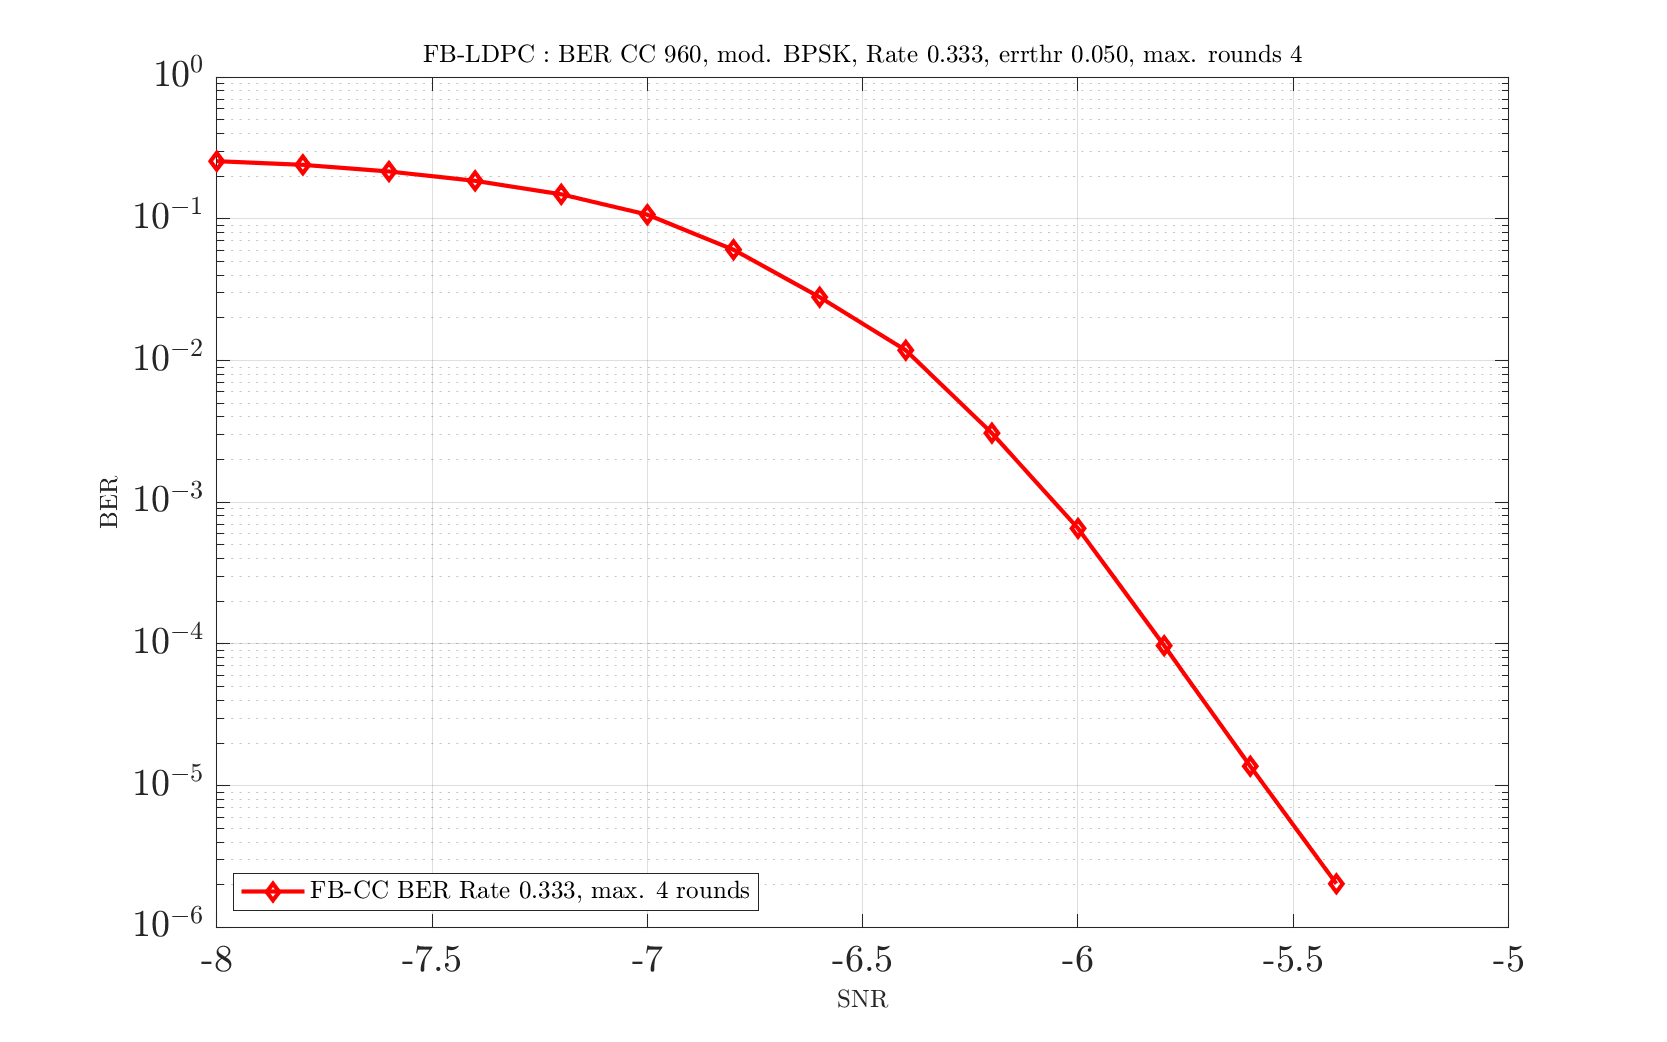 FB-LDPC : BER CC 960, mod. BPSK, Rate 0.333, errthr 0.050, max. rounds 4
10^0
10^-1
10^-2
10^-3
10^-4
10^-5
10^-6
BER
FB-CC BER Rate 0.333, max. 4 rounds
-8 -7.5 -7 -6.5 -6 -5.5 -5
SNR